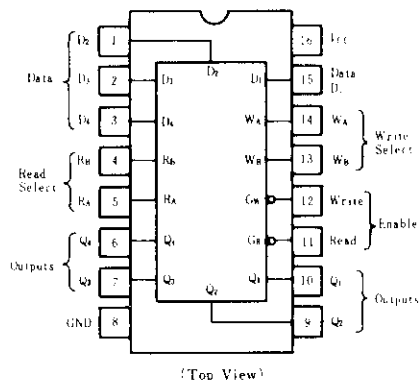 D₂ 1 16 Vcc
D₂
Data D₃ 2 D₃ D₁ 15 Data D₁
D₄ 3 D₄ WA 14 WA Write Select
RB 4 RB WB 13 WB
Read Select
RA 5 RA GW 12 Write
Enable
Q₄ 6 Q₄ GR 11 Read
Outputs
Q₃ 7 Q₃ Q₁ 10 Q₁
Q₂ Outputs
GND 8 9 Q₂
(Top View)